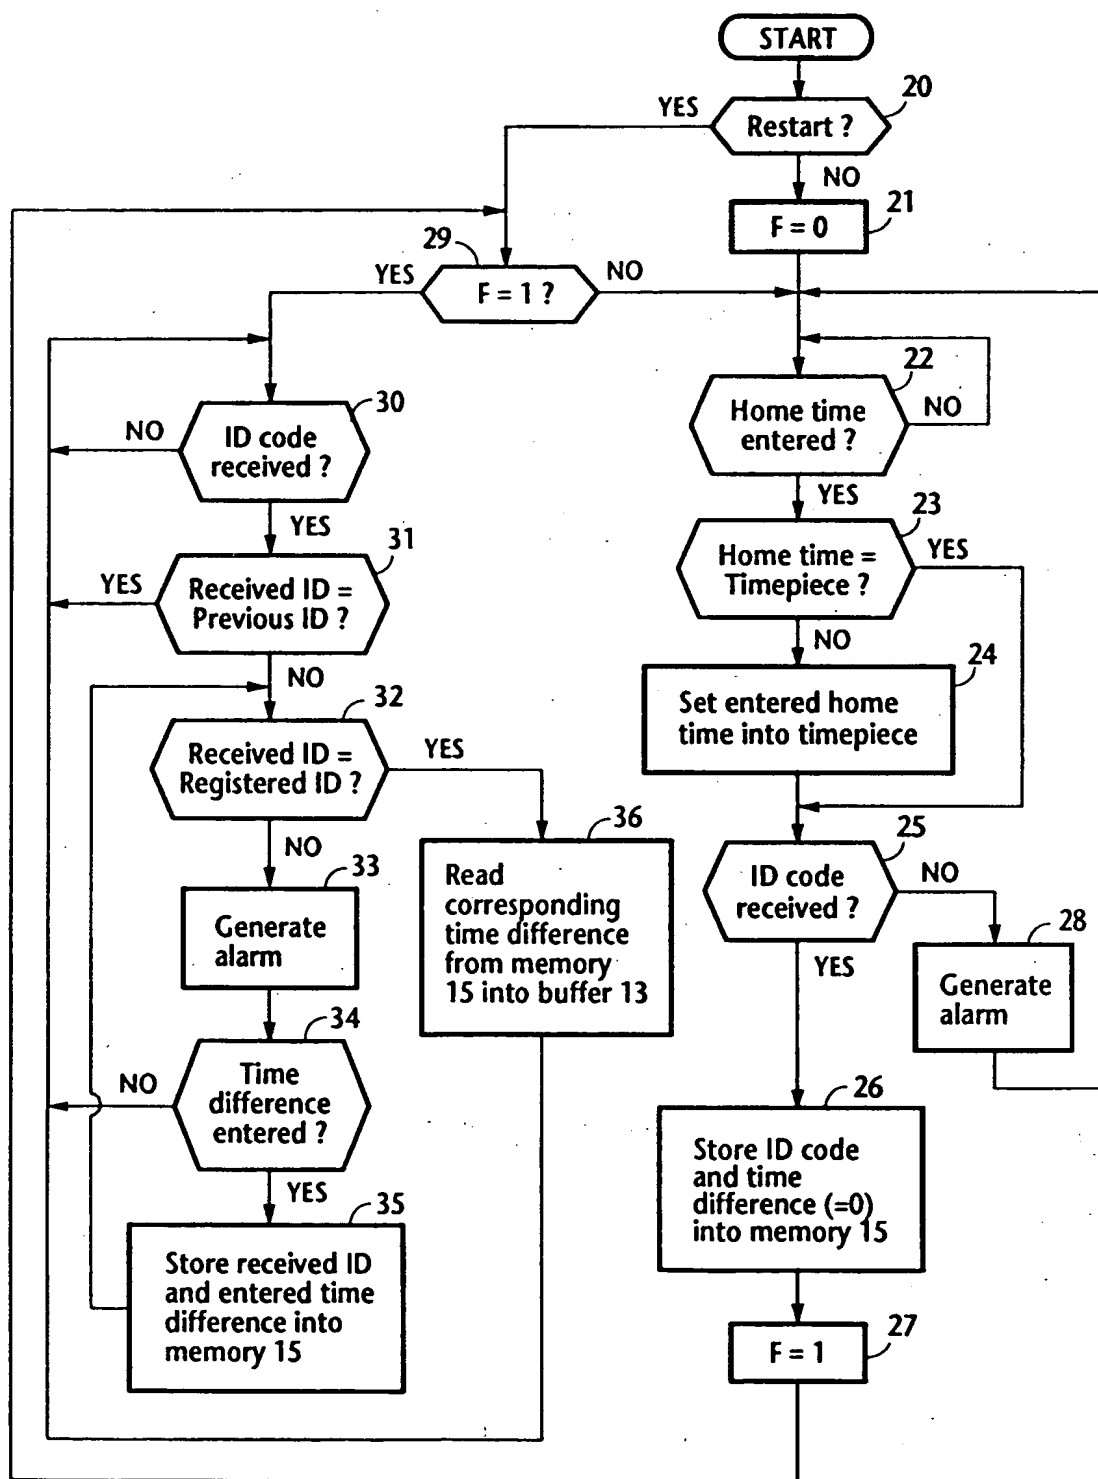 START
20
YES
Restart ?
NO
21
F = 0
29
YES
F = 1 ?
NO
22
Home time
entered ?
NO
YES
30
NO
ID code
received ?
YES
23
Home time =
Timepiece ?
YES
NO
31
YES
Received ID =
Previous ID ?
NO
24
Set entered home
time into timepiece
32
Received ID =
Registered ID ?
YES
NO
25
ID code
received ?
NO
YES
36
Read
corresponding
time difference
from memory
15 into buffer 13
33
Generate
alarm
28
Generate
alarm
34
NO
Time
difference
entered ?
YES
26
Store ID code
and time
difference (=0)
into memory 15
35
Store received ID
and entered time
difference into
memory 15
27
F = 1